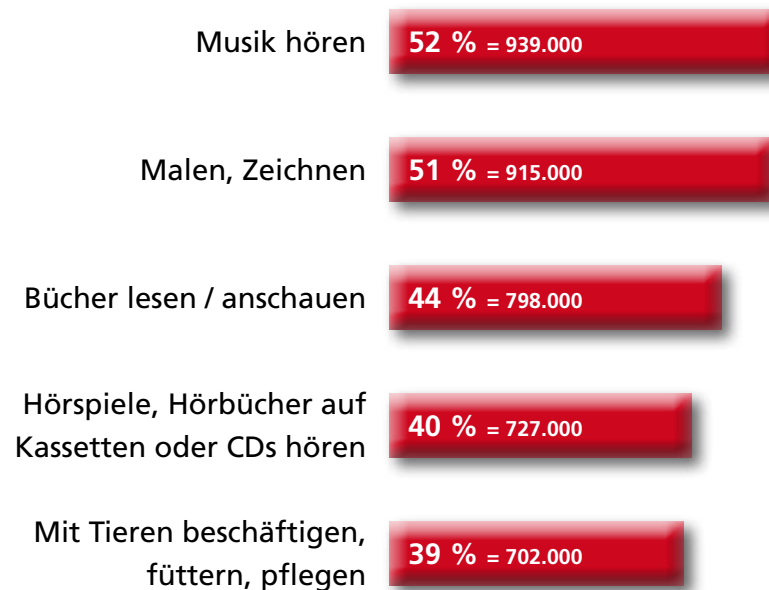 Musik hören 52 % = 939.000
Malen, Zeichnen 51 % = 915.000
Bücher lesen / anschauen 44 % = 798.000
Hörspiele, Hörbücher auf
Kassetten oder CDs hören 40 % = 727.000
Mit Tieren beschäftigen,
füttern, pflegen 39 % = 702.000